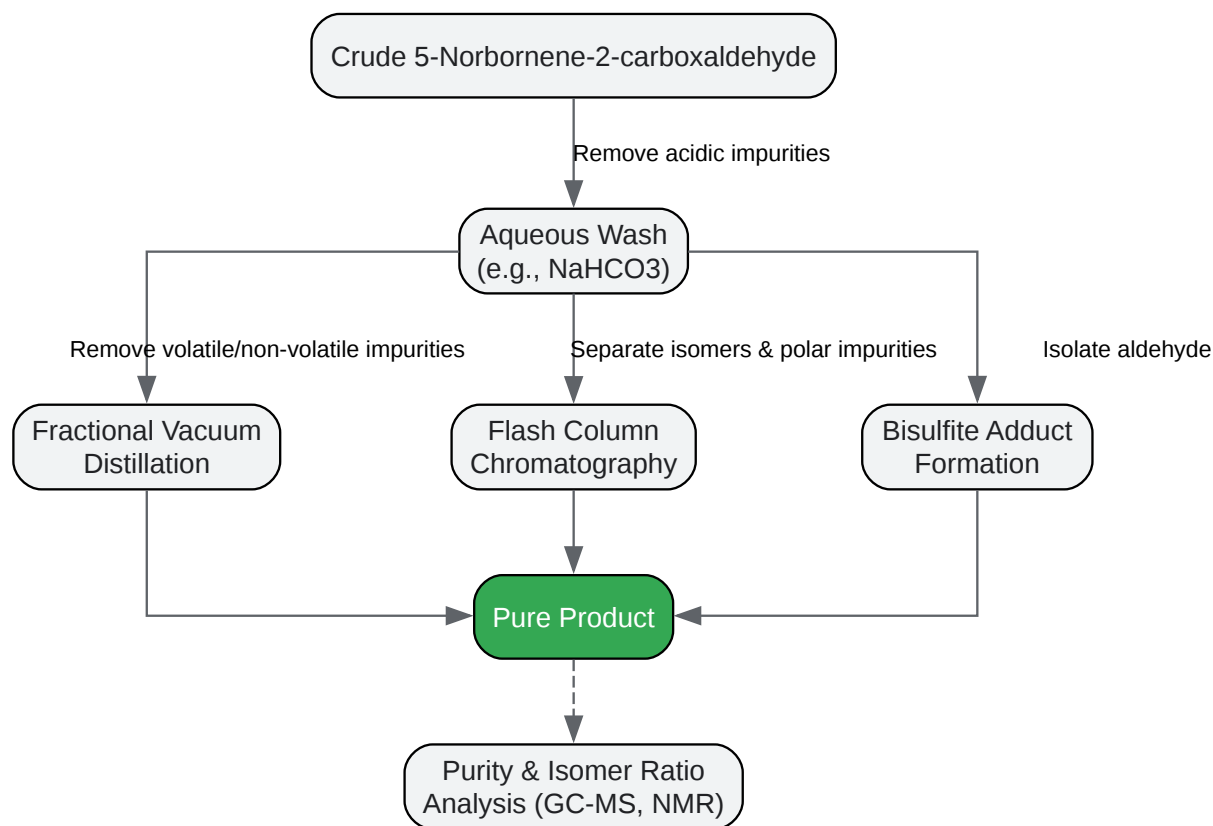 Crude 5-Norbornene-2-carboxaldehyde
Remove acidic impurities
Aqueous Wash
(e.g., NaHCO3)
Remove volatile/non-volatile impurities
Separate isomers & polar impurities
Isolate aldehyde
Fractional Vacuum
Distillation
Flash Column
Chromatography
Bisulfite Adduct
Formation
Pure Product
Purity & Isomer Ratio
Analysis (GC-MS, NMR)